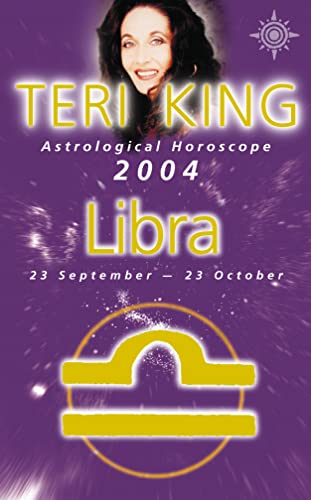 TERI KING
Astrological Horoscope
2004
Libra
23 September – 23 October